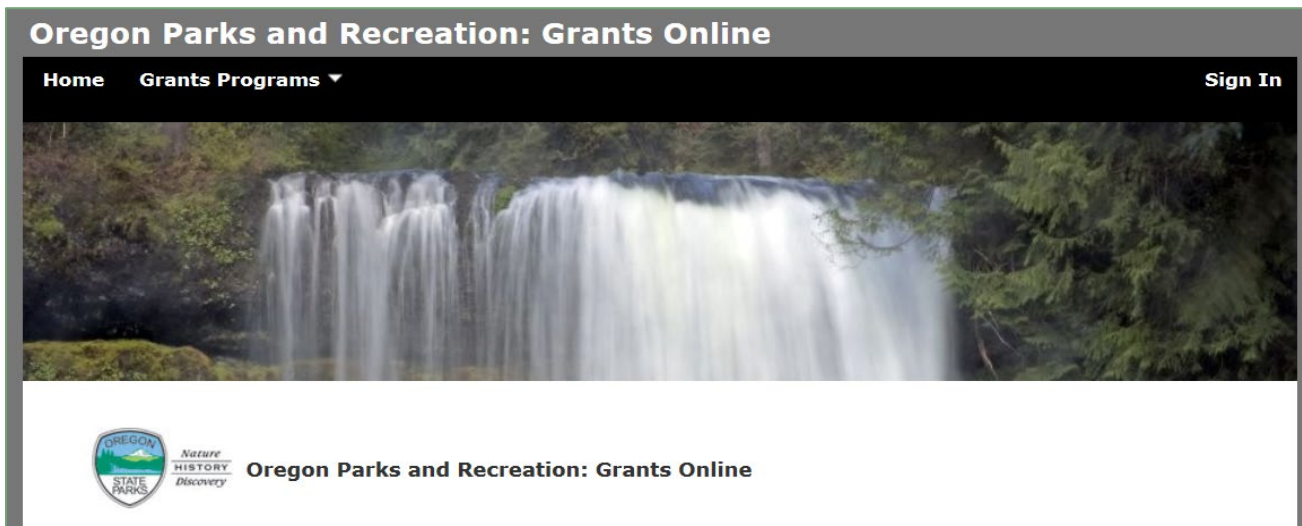 Oregon Parks and Recreation: Grants Online
Home Grants Programs Sign In
OREGON
STATE
PARKS
Nature
HISTORY
Discovery
Oregon Parks and Recreation: Grants Online